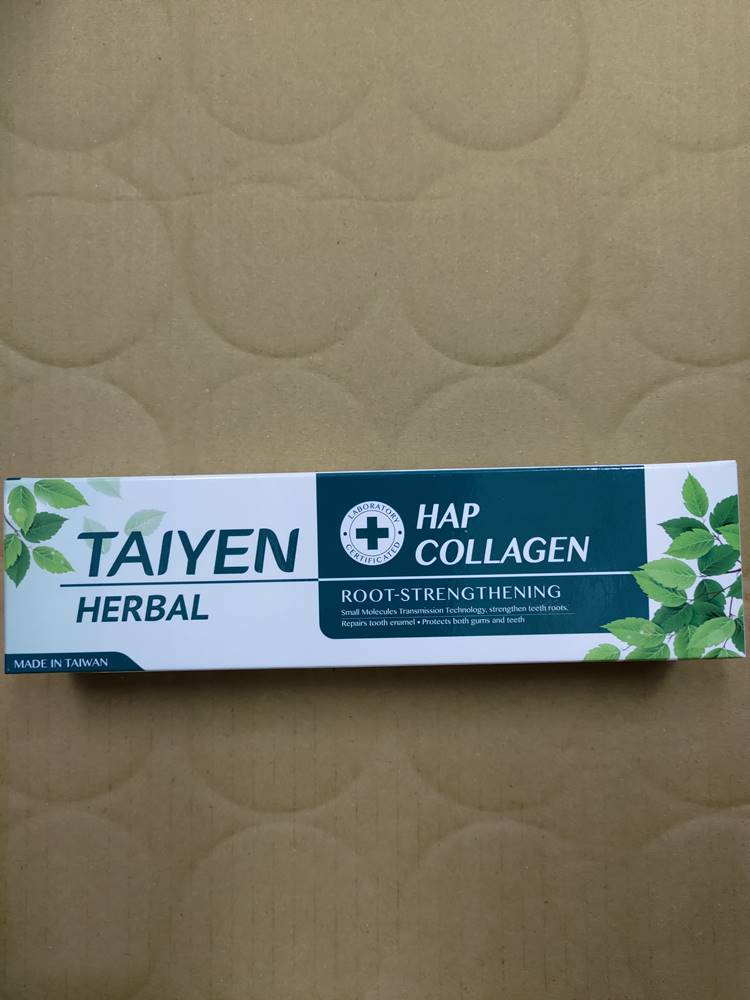 TAIYEN
HERBAL
MADE IN TAIWAN
LABORATORY
CERTIFICATED
HAP
COLLAGEN
ROOT-STRENGTHENING
Small Molecules Transmission Technology, strengthen teeth roots.
Repairs tooth enamel • Protects both gums and teeth